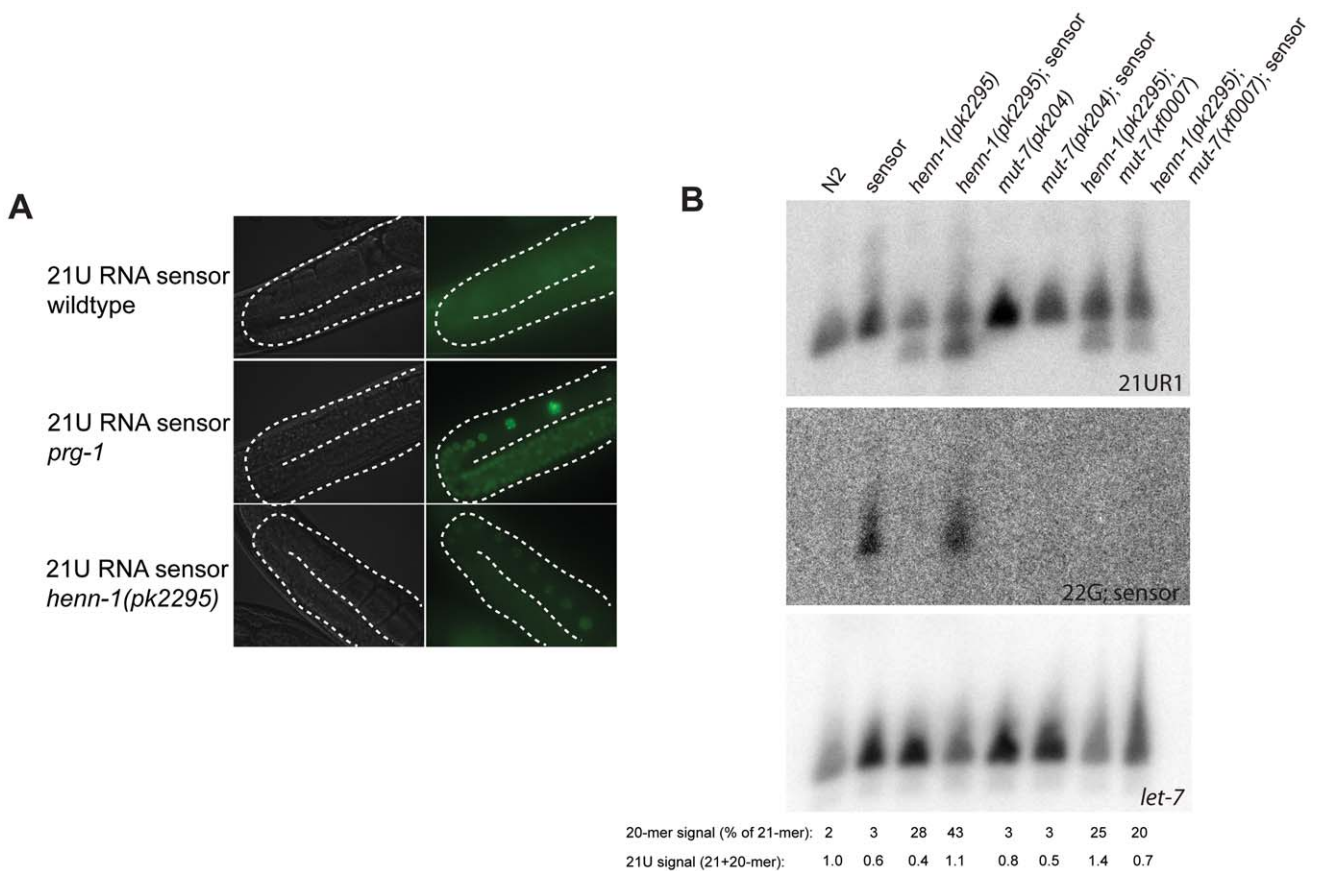 A
21U RNA sensor
wildtype
21U RNA sensor
prg-1
21U RNA sensor
henn-1(pk2295)
B
N2
sensor
henn-1(pk2295)
henn-1(pk2295); sensor
mut-7(pk204)
mut-7(pk204); sensor
henn-1(pk2295);
mut-7(xf0007)
henn-1(pk2295);
mut-7(xf0007); sensor
21UR1
22G; sensor
let-7
20-mer signal (% of 21-mer): 2 3 28 43 3 3 25 20
21U signal (21+20-mer): 1.0 0.6 0.4 1.1 0.8 0.5 1.4 0.7